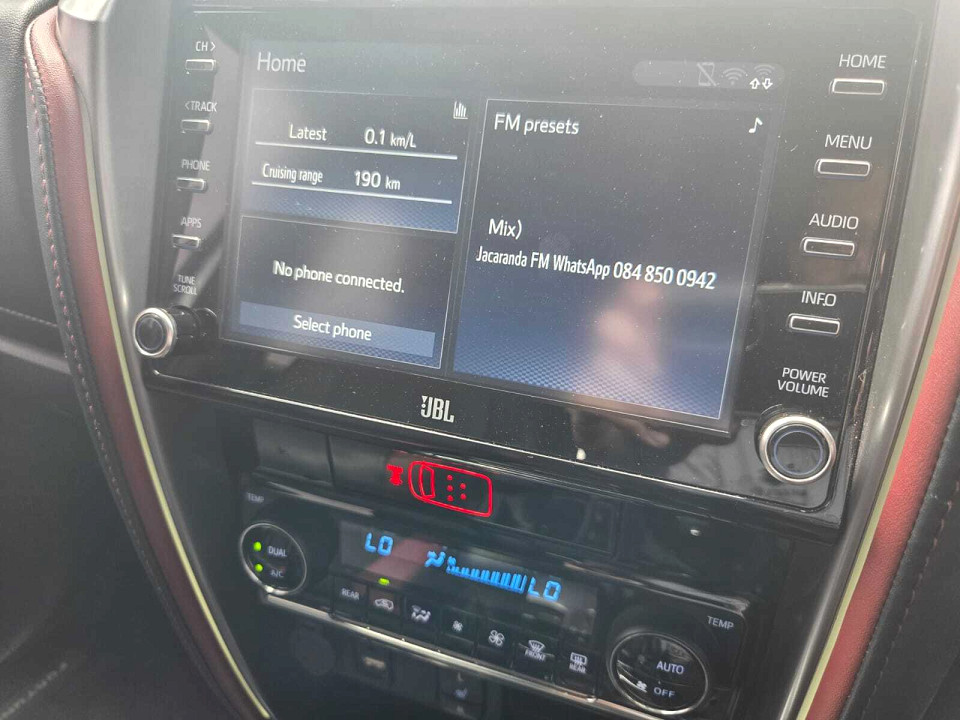 CH>
<TRACK
PHONE
APPS
TUNE
SCROLL
Home
Latest 0.1 km/L
Cruising range 190 km
No phone connected.
Select phone
FM presets
Mix)
Jacaranda FM WhatsApp 084 850 0942
HOME
MENU
AUDIO
INFO
POWER
VOLUME
JBL
TEMP
DUAL
A/C
LO
LO
REAR
FRONT
REAR
TEMP
AUTO
OFF